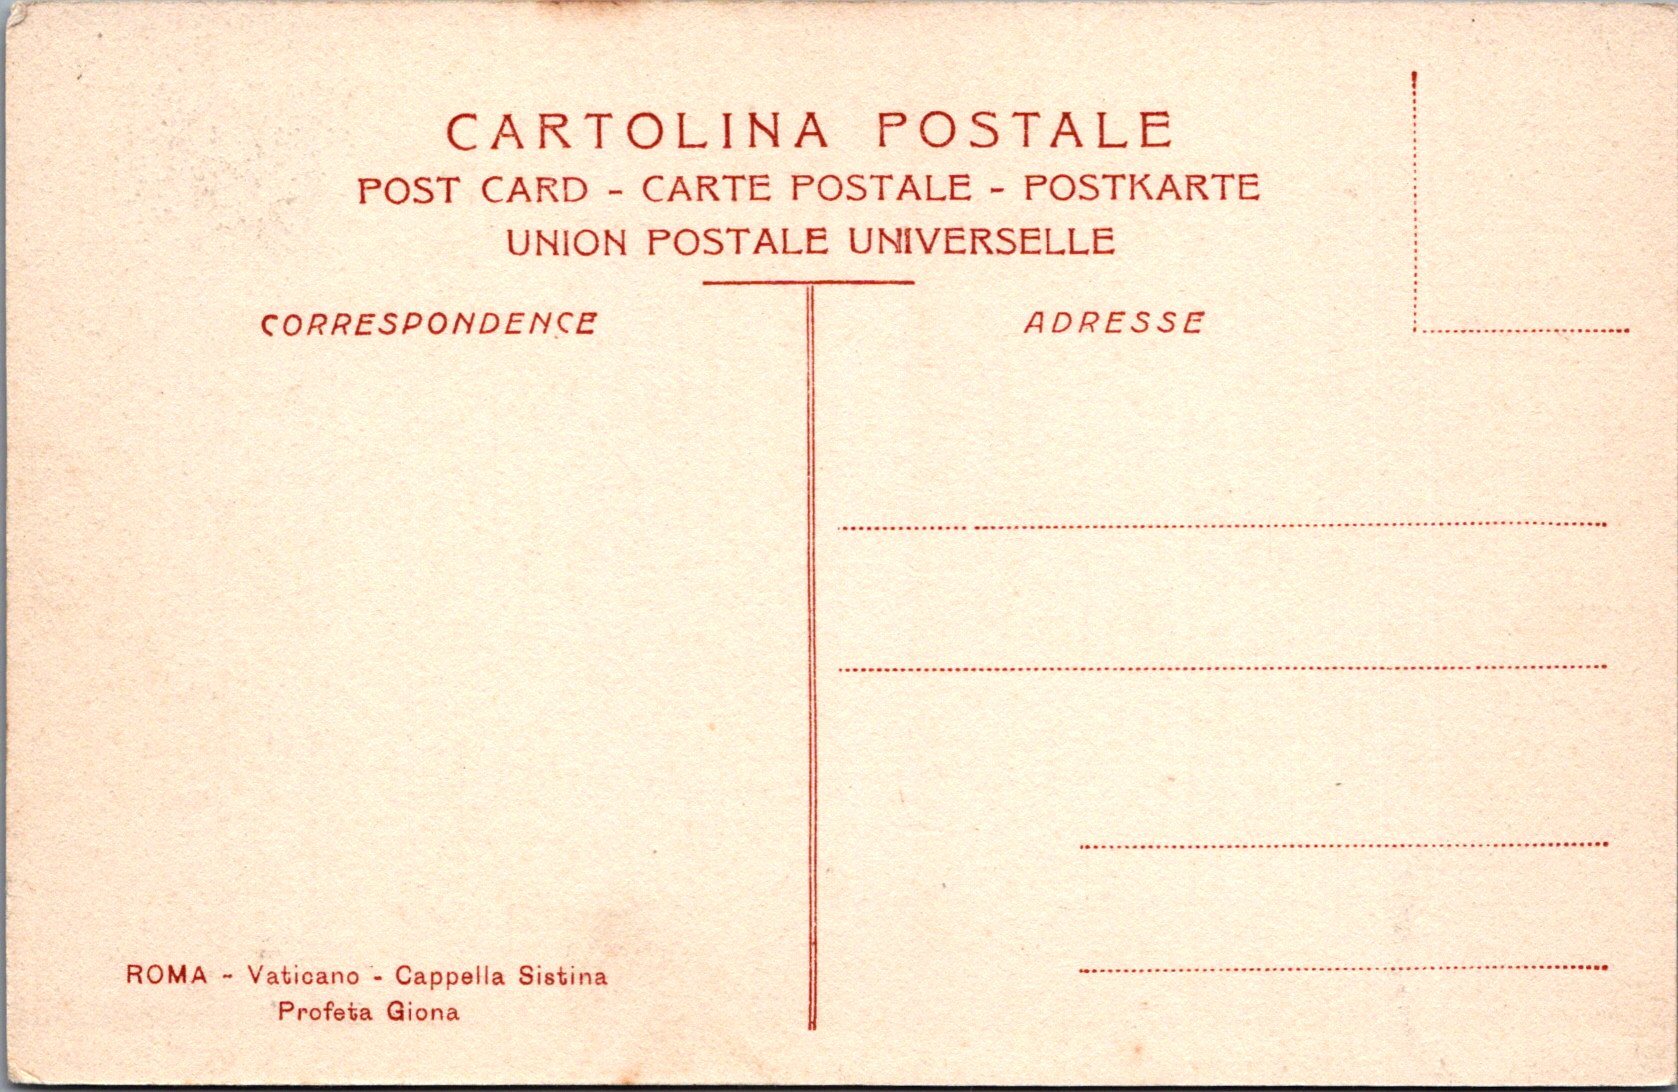 CARTOLINA POSTALE
POST CARD - CARTE POSTALE - POSTKARTE
UNION POSTALE UNIVERSELLE
CORRESPONDENCE
ADRESSE
ROMA - Vaticano - Cappella Sistina
Profeta Giona